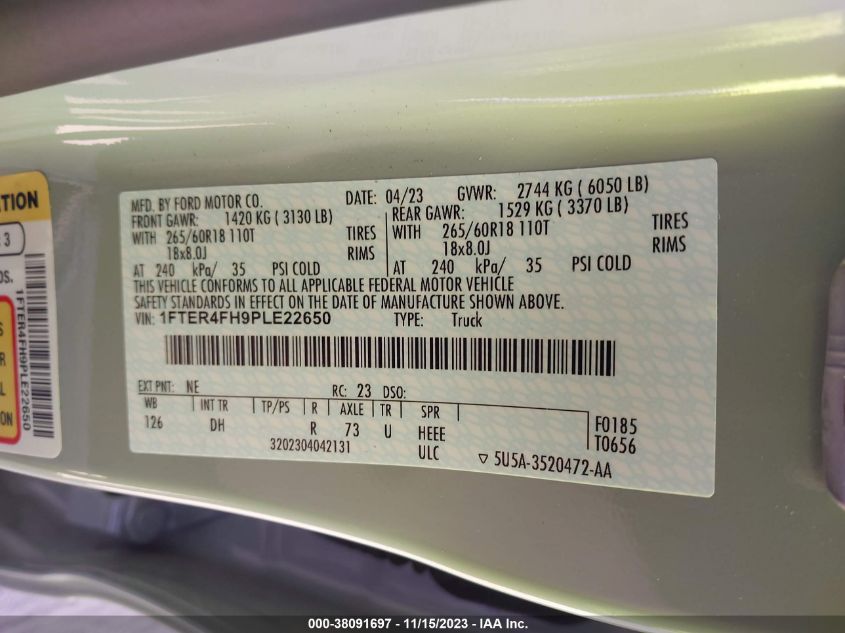 MFD. BY FORD MOTOR CO.
DATE: 04/23
GVWR: 2744 KG ( 6050 LB)
FRONT GAWR: 1420 KG ( 3130 LB)
REAR GAWR: 1529 KG ( 3370 LB)
WITH 265/60R18 110T TIRES
WITH 265/60R18 110T TIRES
18x8.0J RIMS
18x8.0J RIMS
AT 240 kPa/ 35 PSI COLD
AT 240 kPa/ 35 PSI COLD
THIS VEHICLE CONFORMS TO ALL APPLICABLE FEDERAL MOTOR VEHICLE
SAFETY STANDARDS IN EFFECT ON THE DATE OF MANUFACTURE SHOWN ABOVE.
VIN: 1FTER4FH9PLE22650 TYPE: Truck
EXT PNT: NE RC: 23 DSO:
WB INT TR TP/PS R AXLE TR SPR
126 DH R 73 U HEEE
ULC
F0185
T0656
3202304042131
5U5A-3520472-AA
1FTER4FH9PLE22650
000-38091697 - 11/15/2023 - IAA Inc.